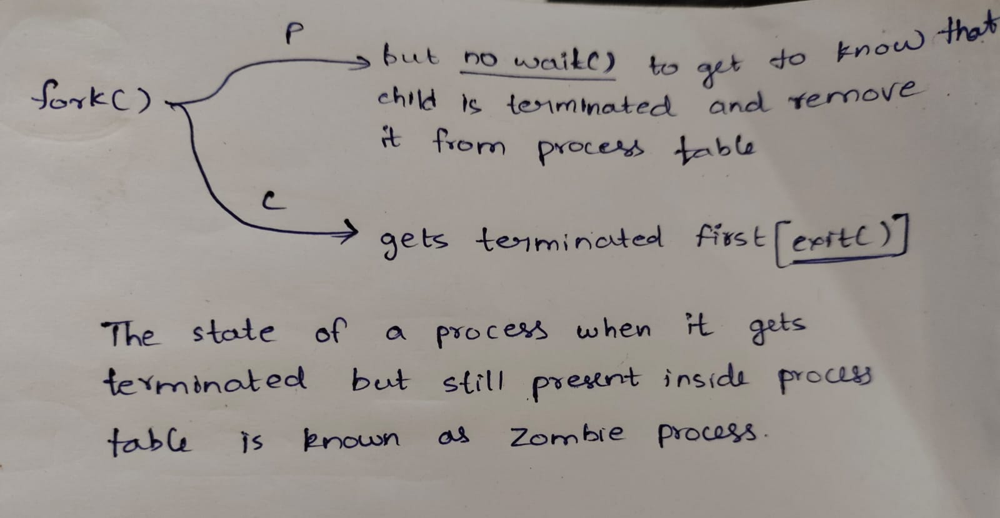 P
but no wait() to get to know that
fork()
child is terminated and remove
it from process table
C
gets terminated first [exit()]
The state of a process when it gets
terminated but still present inside process
table is known as Zombie process.